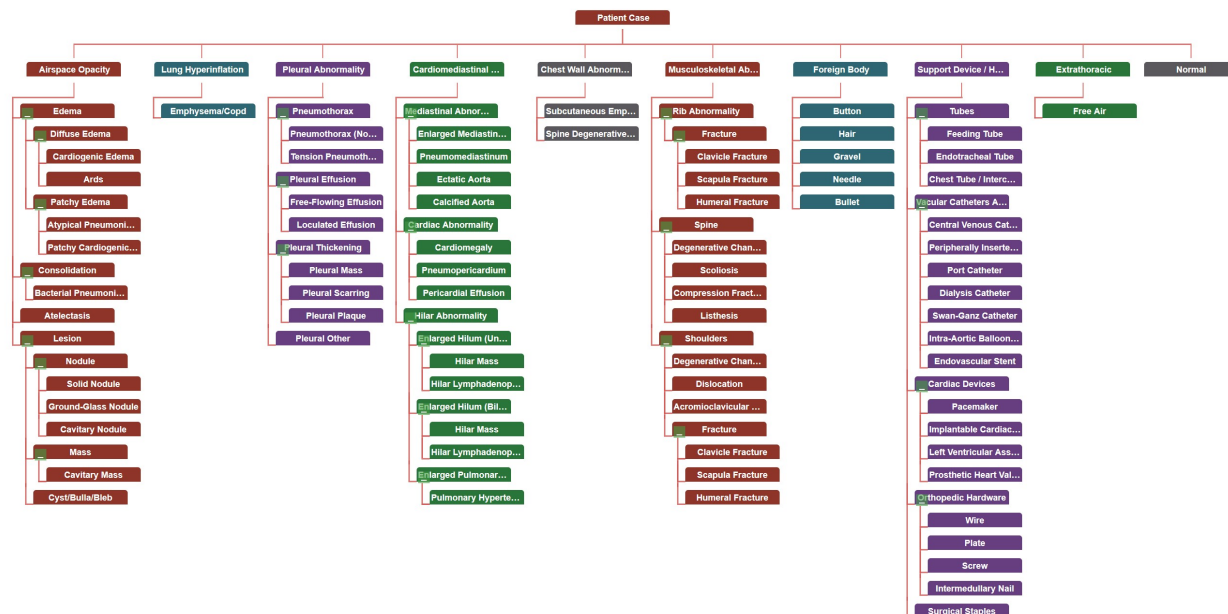 Patient Case
Airspace Opacity
Lung Hyperinflation
Pleural Abnormality
Cardiomediastinal ...
Chest Wall Abnorm...
Musculoskeletal Ab...
Foreign Body
Support Device / H...
Extrathoracic
Normal
Edema
Diffuse Edema
Cardiogenic Edema
Ards
Patchy Edema
Atypical Pneumoni...
Patchy Cardiogenic...
Consolidation
Bacterial Pneumoni...
Atelectasis
Lesion
Nodule
Solid Nodule
Ground-Glass Nodule
Cavitary Nodule
Mass
Cavitary Mass
Cyst/Bulla/Bleb
Emphysema/Copd
Pneumothorax
Pneumothorax (No...
Tension Pneumoth...
Pleural Effusion
Free-Flowing Effusion
Loculated Effusion
Pleural Thickening
Pleural Mass
Pleural Scarring
Pleural Plaque
Pleural Other
Mediastinal Abnor...
Enlarged Mediastin...
Pneumomediastinum
Ectatic Aorta
Calcified Aorta
Cardiac Abnormality
Cardiomegaly
Pneumopericardium
Pericardial Effusion
Hilar Abnormality
Enlarged Hilum (Un...
Hilar Mass
Hilar Lymphadenop...
Enlarged Hilum (Bil...
Hilar Mass
Hilar Lymphadenop...
Enlarged Pulmonar...
Pulmonary Hyperte...
Subcutaneous Emp...
Spine Degenerative...
Rib Abnormality
Fracture
Clavicle Fracture
Scapula Fracture
Humeral Fracture
Spine
Degenerative Chan...
Scoliosis
Compression Fract...
Listhesis
Shoulders
Degenerative Chan...
Dislocation
Acromioclavicular ...
Fracture
Clavicle Fracture
Scapula Fracture
Humeral Fracture
Button
Hair
Gravel
Needle
Bullet
Tubes
Feeding Tube
Endotracheal Tube
Chest Tube / Interc...
Vacular Catheters A...
Central Venous Cat...
Peripherally Inserte...
Port Catheter
Dialysis Catheter
Swan-Ganz Catheter
Intra-Aortic Balloon...
Endovascular Stent
Cardiac Devices
Pacemaker
Implantable Cardiac...
Left Ventricular Ass...
Prosthetic Heart Val...
Orthopedic Hardware
Wire
Plate
Screw
Intermedullary Nail
Surgical Staples
Free Air